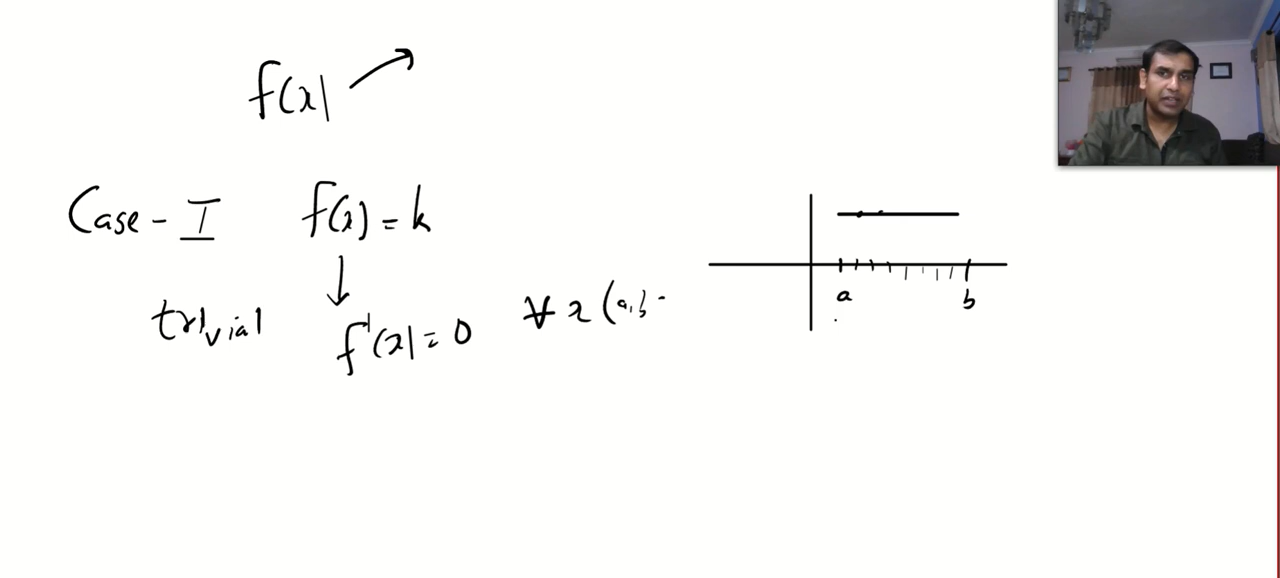 f(x)
Case - I f(x) = k
trivial f'(x) = 0 ∀ x (a,b)
a b